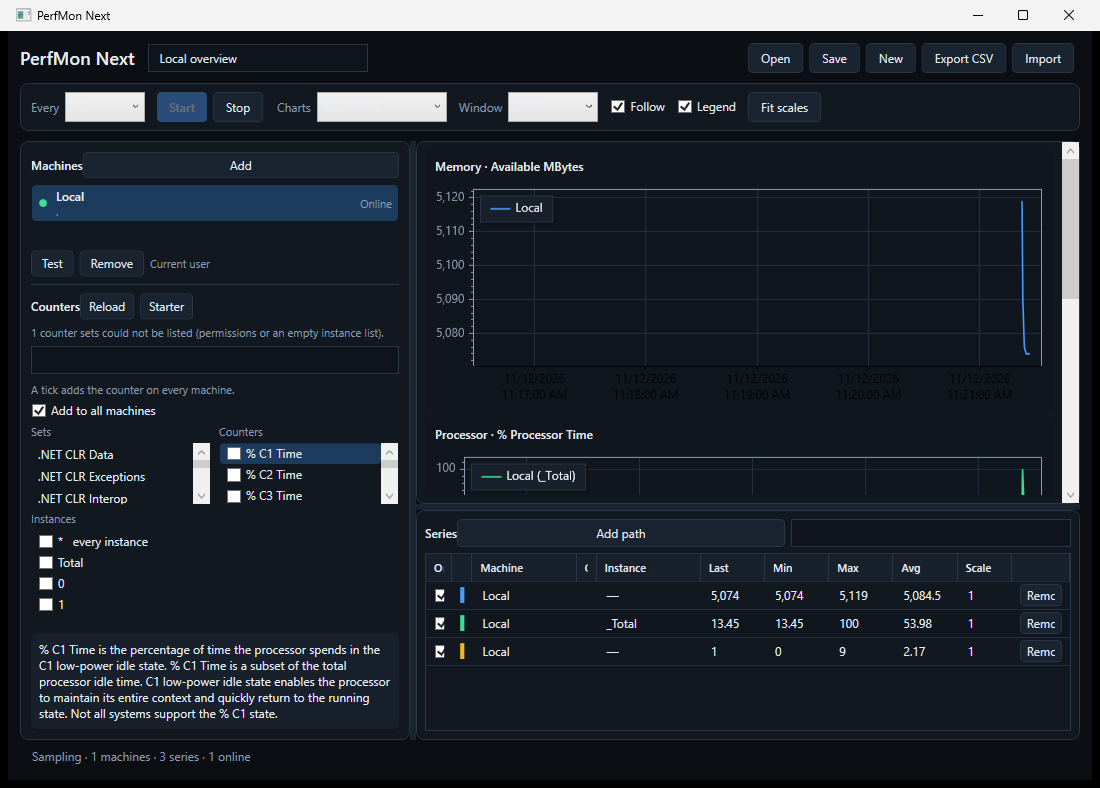 PerfMon Next
PerfMon Next
Local overview
Open
Save
New
Export CSV
Import
Every
Start
Stop
Charts
Window
Follow
Legend
Fit scales
Machines
Add
Local
.
Online
Test
Remove
Current user
Counters
Reload
Starter
1 counter sets could not be listed (permissions or an empty instance list).
A tick adds the counter on every machine.
Add to all machines
Sets
Counters
.NET CLR Data
.NET CLR Exceptions
.NET CLR Interop
% C1 Time
% C2 Time
% C3 Time
Instances
* every instance
Total
0
1
% C1 Time is the percentage of time the processor spends in the
C1 low-power idle state. % C1 Time is a subset of the total
processor idle time. C1 low-power idle state enables the processor
to maintain its entire context and quickly return to the running
state. Not all systems support the % C1 state.
Memory · Available MBytes
Local
5,120
5,110
5,100
5,090
5,080
11/12/2026 11/12/2026 11/12/2026 11/12/2026 11/12/2026
11:17:00 AM 11:18:00 AM 11:19:00 AM 11:20:00 AM 11:21:00 AM
Processor · % Processor Time
100
Local (_Total)
Series
Add path
O Machine Instance Last Min Max Avg Scale
Local — 5,074 5,074 5,119 5,084.5 1 Remc
Local _Total 13.45 13.45 100 53.98 1 Remc
Local — 1 0 9 2.17 1 Remc
Sampling · 1 machines · 3 series · 1 online